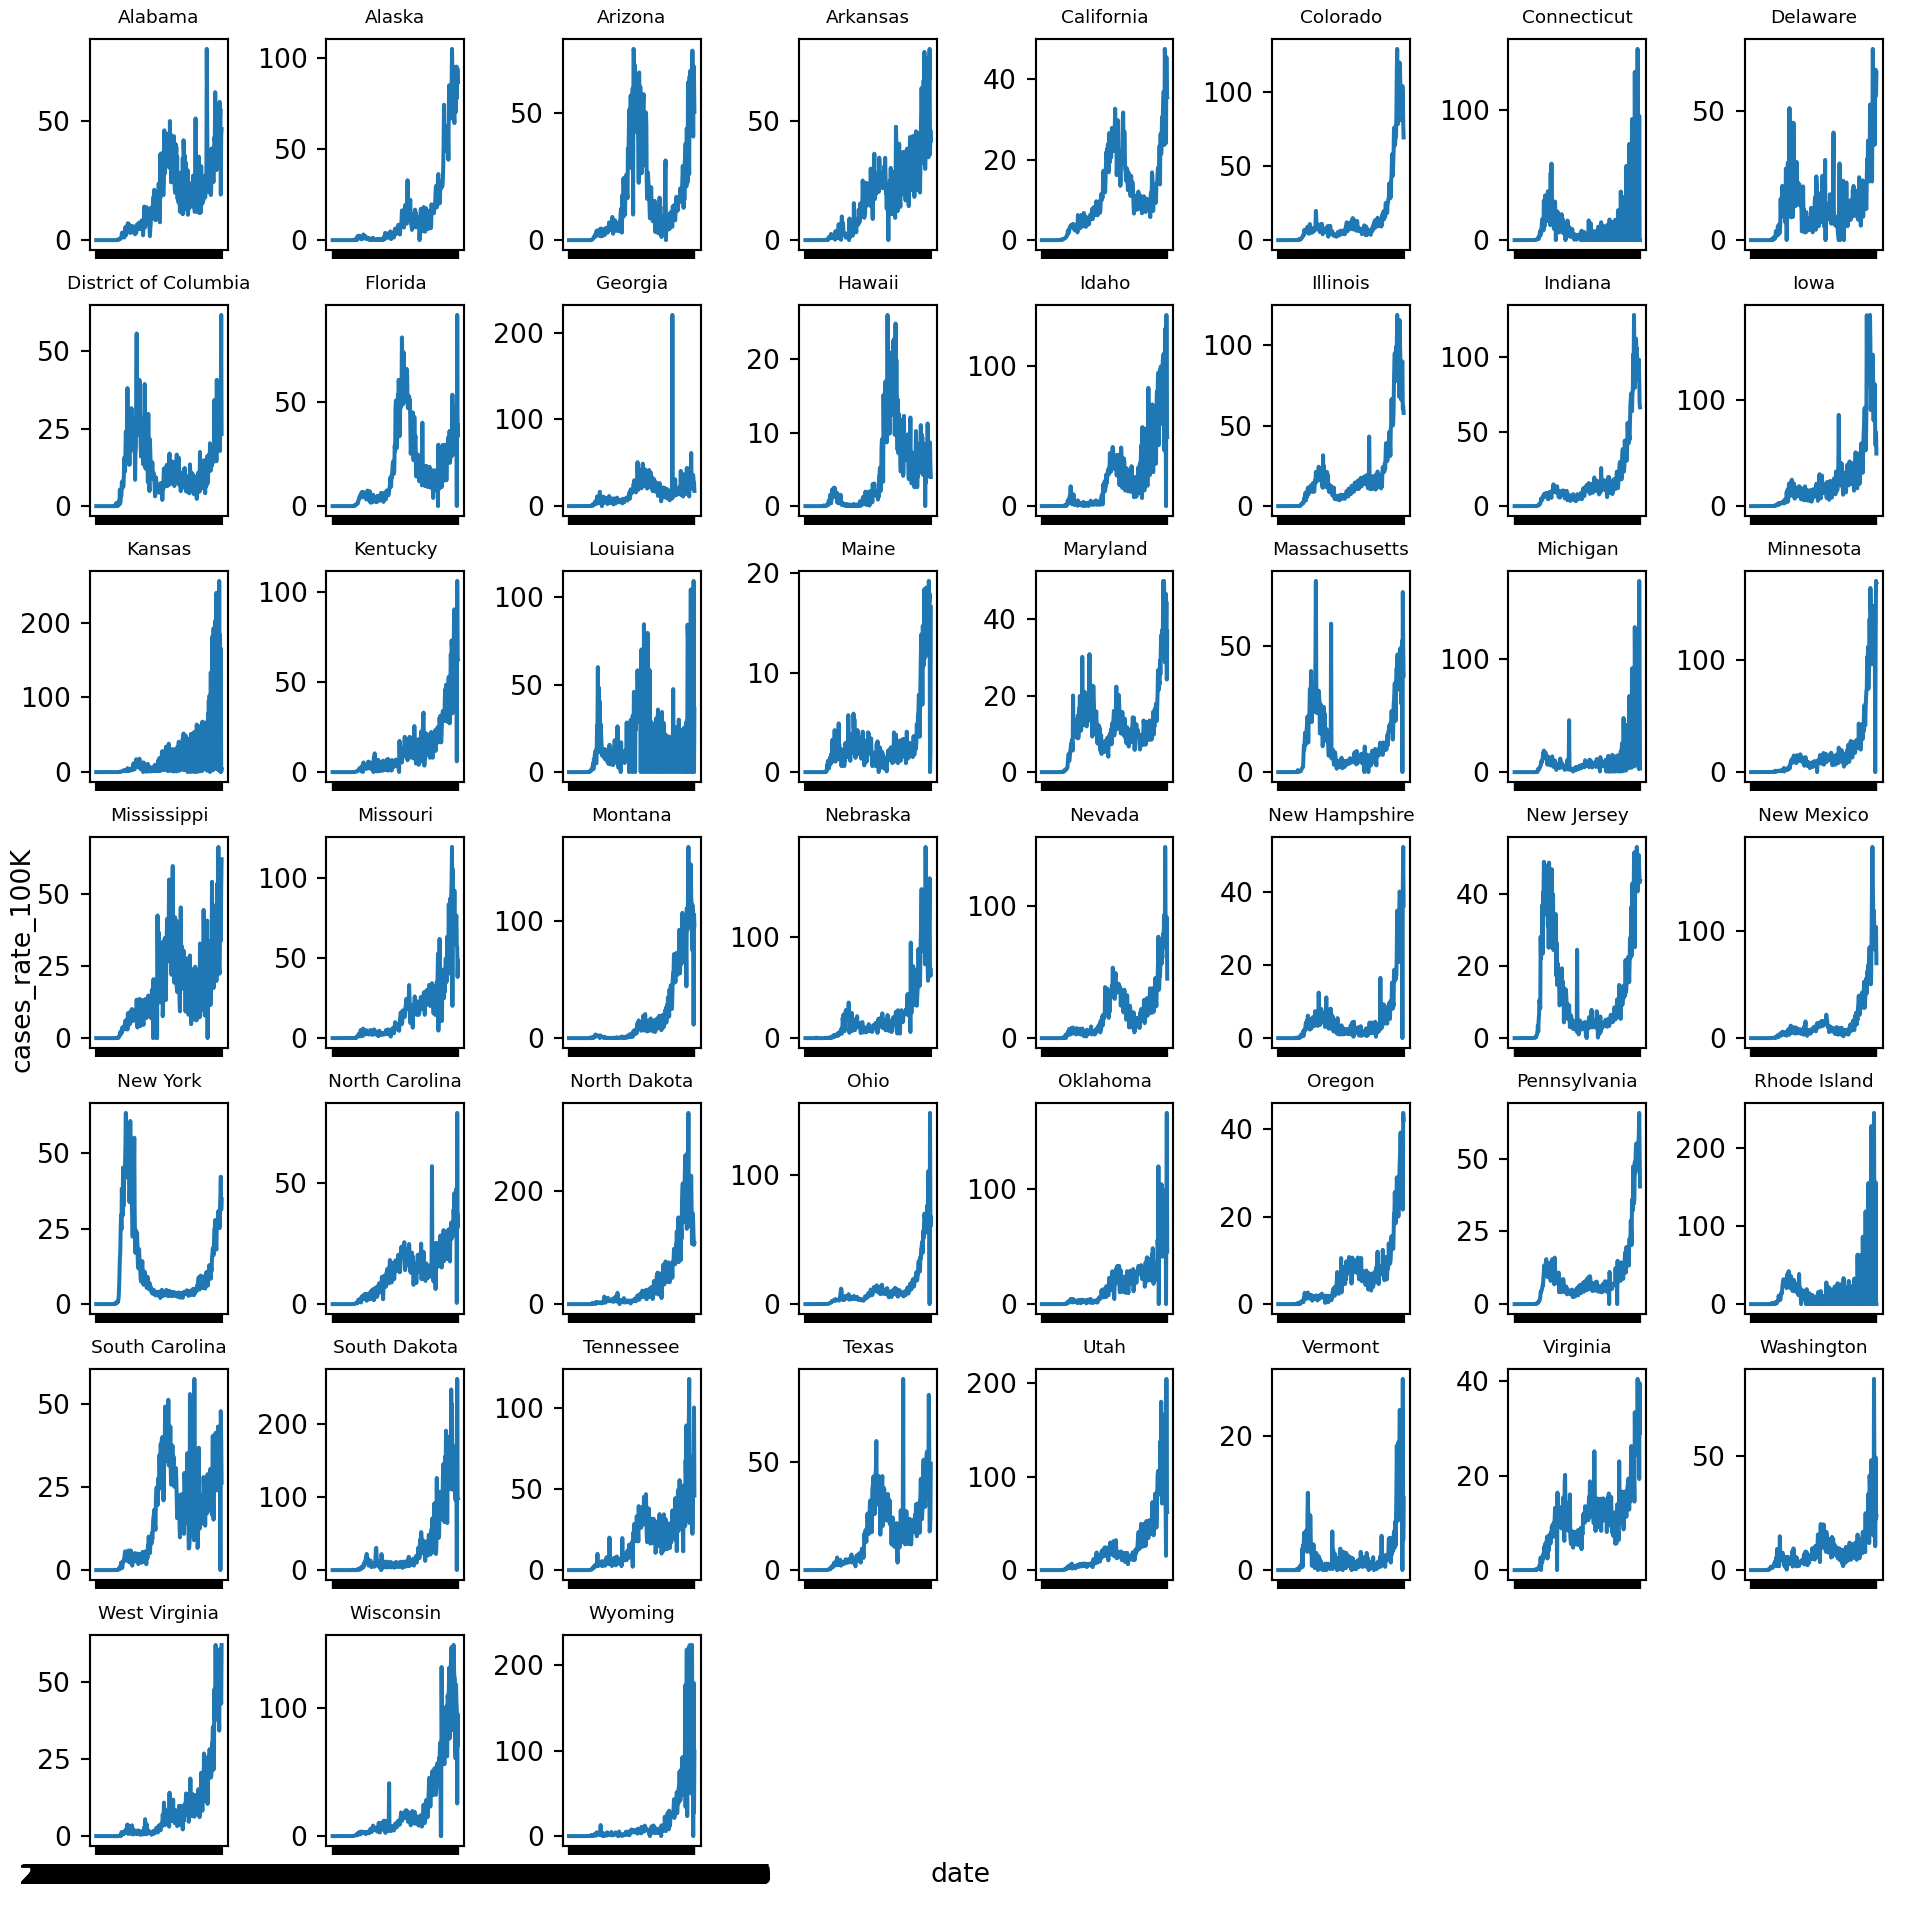 Alabama Alaska Arizona Arkansas California Colorado Connecticut Delaware
50 0
100 50 0
50 0
50 0
40 20 0
100 50 0
100 0
50 0
District of Columbia Florida Georgia Hawaii Idaho Illinois Indiana Iowa
50 25 0
50 0
200 100 0
20 10 0
100 0
100 50 0
100 50 0
100 0
Kansas Kentucky Louisiana Maine Maryland Massachusetts Michigan Minnesota
200 100 0
100 50 0
100 50 0
20 10 0
40 20 0
50 0
100 0
100 0
Mississippi Missouri Montana Nebraska Nevada New Hampshire New Jersey New Mexico
50 25 0
100 50 0
100 0
100 0
100 0
40 20 0
40 20 0
100 0
cases_rate_100K
New York North Carolina North Dakota Ohio Oklahoma Oregon Pennsylvania Rhode Island
50 25 0
50 0
200 0
100 0
100 0
40 20 0
50 25 0
200 100 0
South Carolina South Dakota Tennessee Texas Utah Vermont Virginia Washington
50 25 0
200 100 0
100 50 0
50 0
200 100 0
20 0
40 20 0
50 0
West Virginia Wisconsin Wyoming
50 25 0
100 0
200 100 0
date